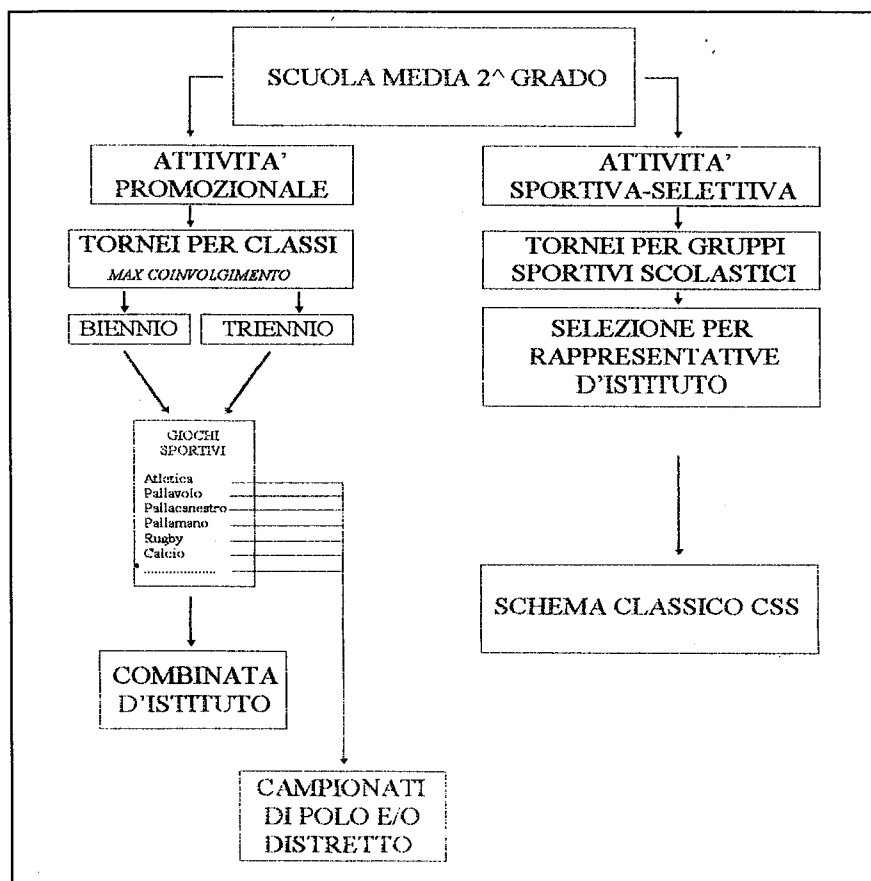 SCUOLA MEDIA 2^ GRADO
ATTIVITA'
PROMOZIONALE
TORNEI PER CLASSI
MAX COINVOLGIMENTO
BIENNIO
TRIENNIO
GIOCHI
SPORTIVI
Atletica
Pallavolo
Pallacanestro
Pallamano
Rugby
Calcio
....................
COMBINATA
D'ISTITUTO
CAMPIONATI
DI POLO E/O
DISTRETTO
ATTIVITA'
SPORTIVA-SELETTIVA
TORNEI PER GRUPPI
SPORTIVI SCOLASTICI
SELEZIONE PER
RAPPRESENTATIVE
D'ISTITUTO
SCHEMA CLASSICO CSS